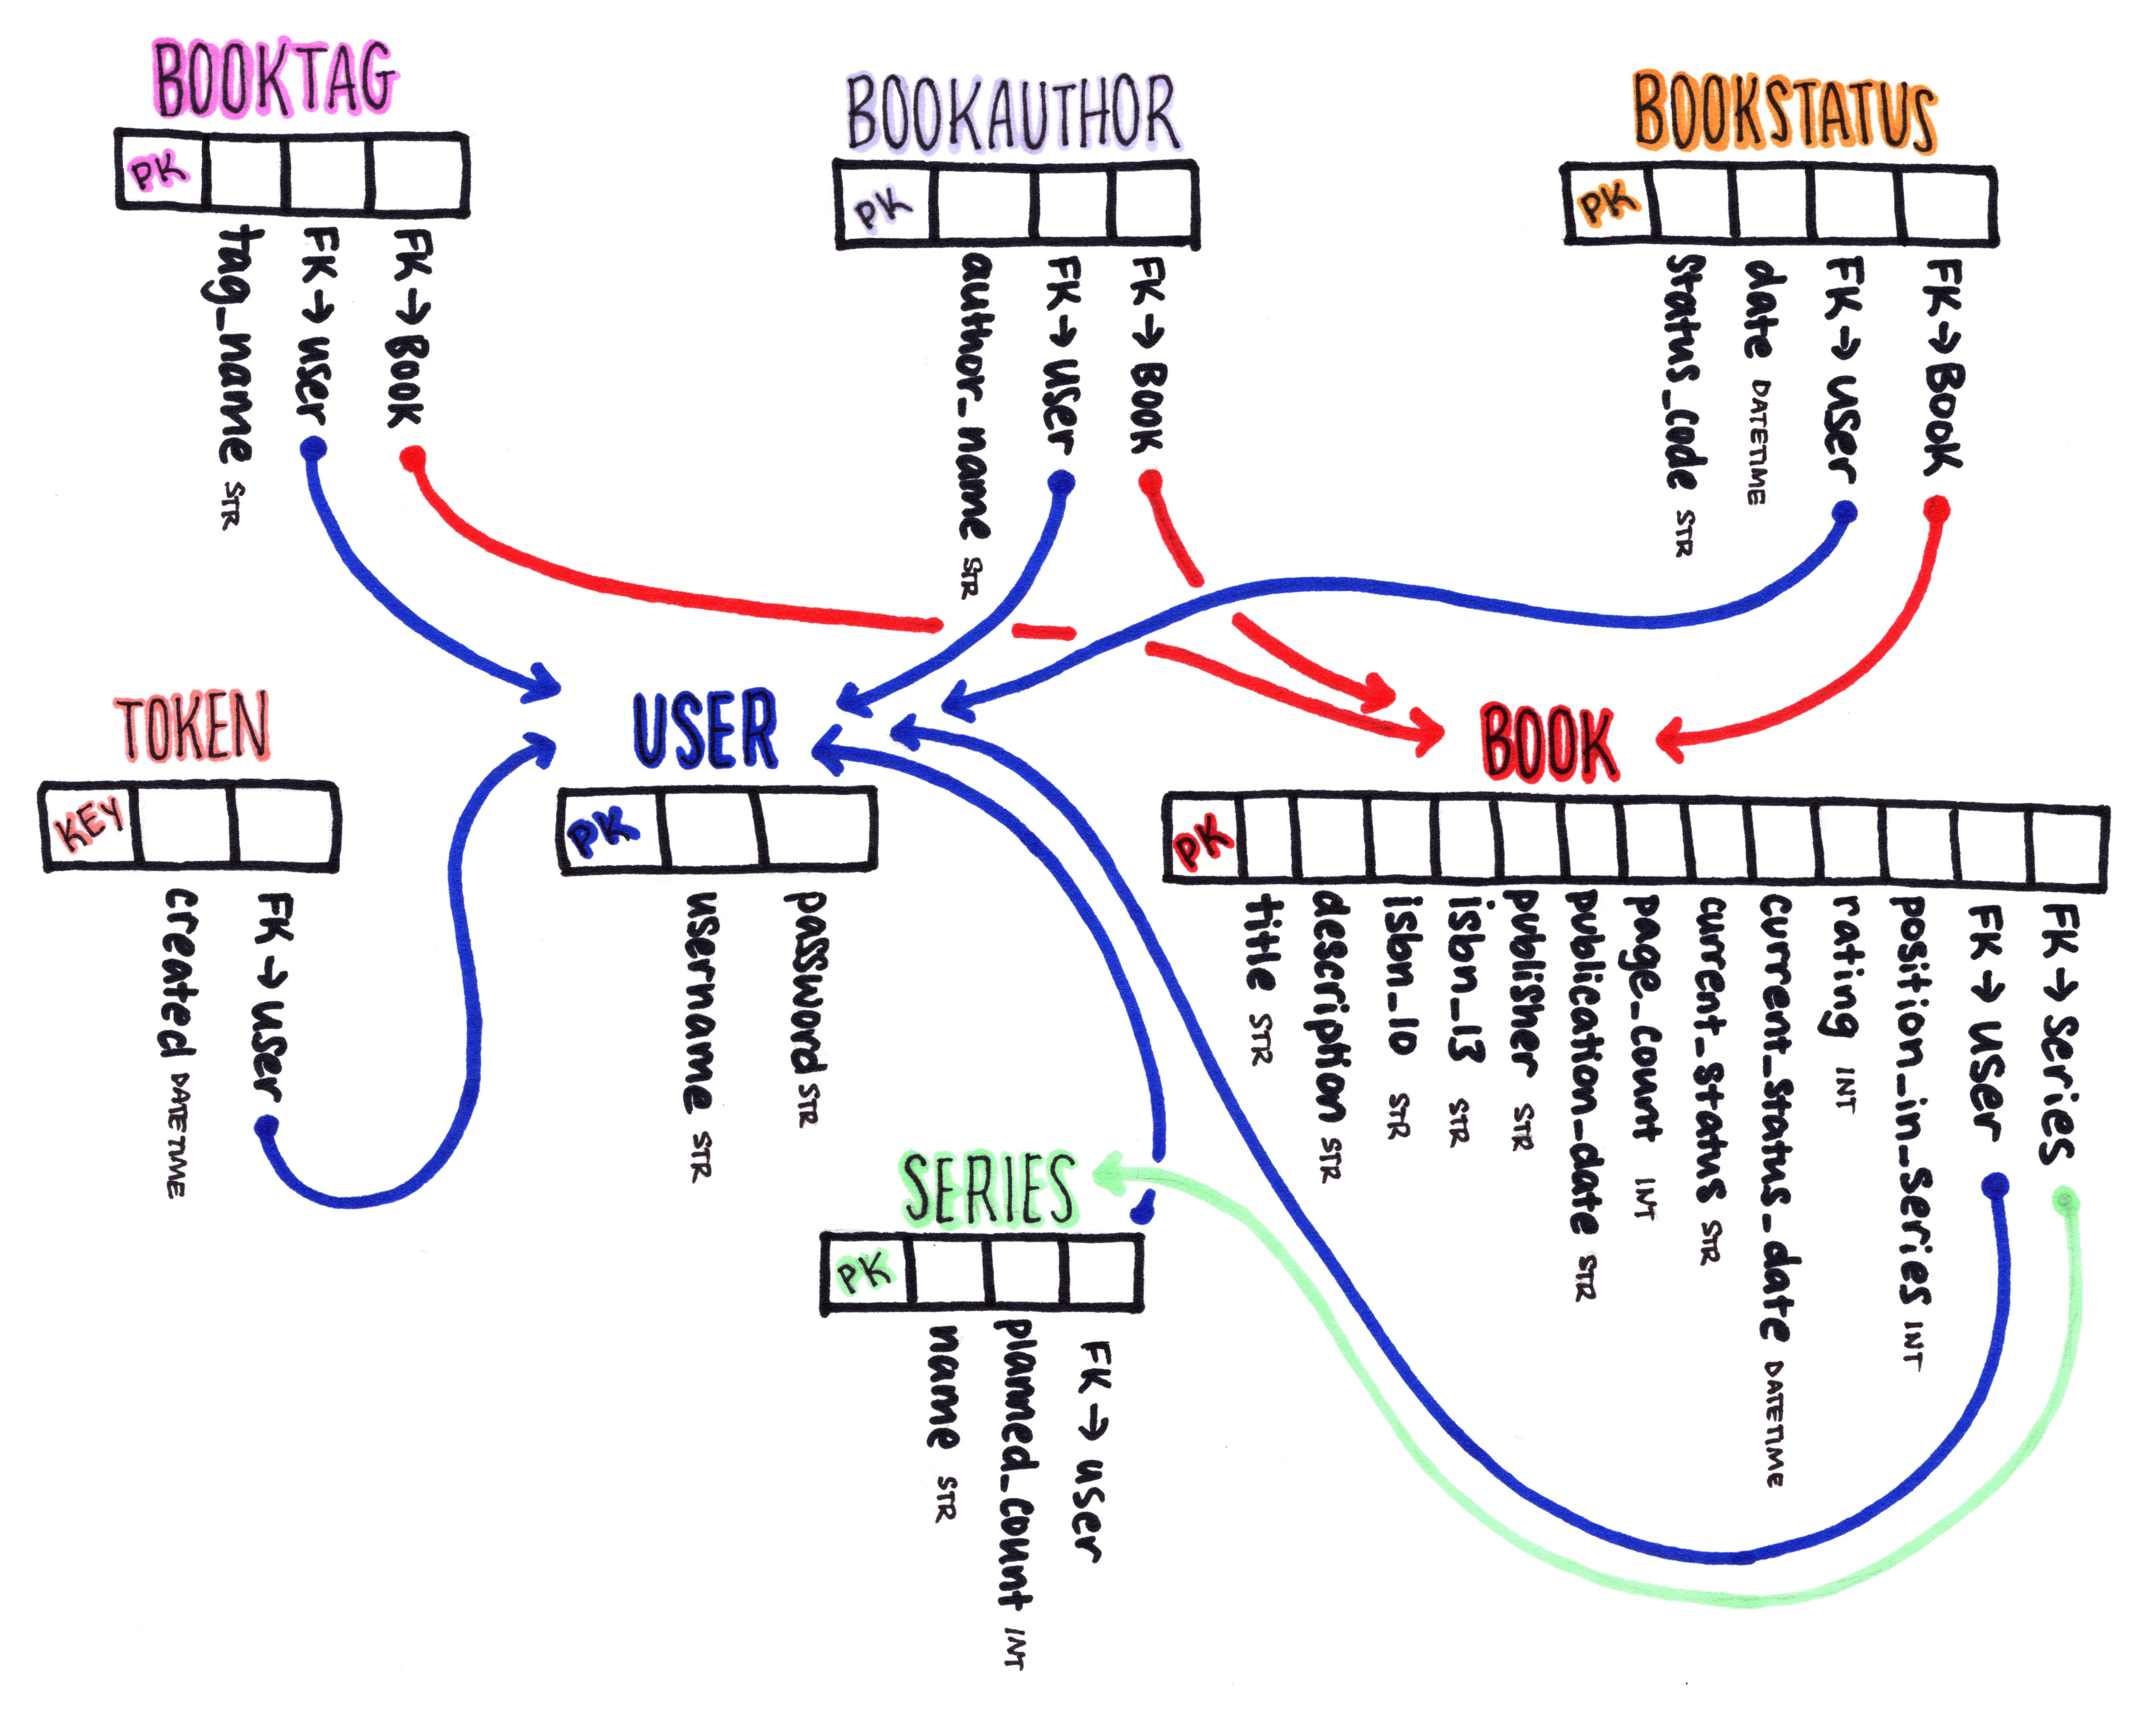 BOOKTAG
PK
tag_name STR
FK → user
FK → Book
BOOKAUTHOR
PK
author_name STR
FK → user
FK → Book
BOOKSTATUS
PK
status_code STR
date DATETIME
FK → user
FK → Book
TOKEN
KEY
created DATETIME
FK → user
USER
PK
username STR
password STR
BOOK
PK
title STR
description STR
isbn_10 STR
isbn_13 STR
publisher STR
publication_date STR
page_count INT
current_status STR
current_status_date DATETIME
rating INT
position_in_series INT
FK → user
FK → Series
SERIES
PK
name STR
planned_count INT
FK → user